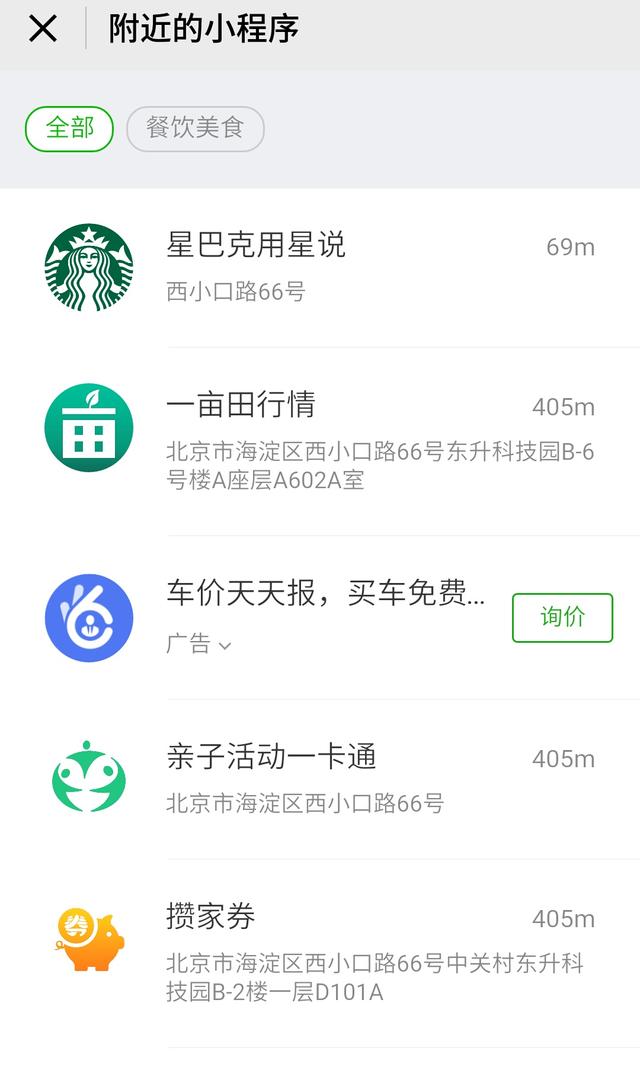 附近的小程序
全部
餐饮美食
星巴克用星说
69m
西小口路66号
一亩田行情
405m
北京市海淀区西小口路66号东升科技园B-6
号楼A座层A602A室
车价天天报，买车免费...
询价
广告
亲子活动一卡通
405m
北京市海淀区西小口路66号
券
攒家券
405m
北京市海淀区西小口路66号中关村东升科
技园B-2楼一层D101A